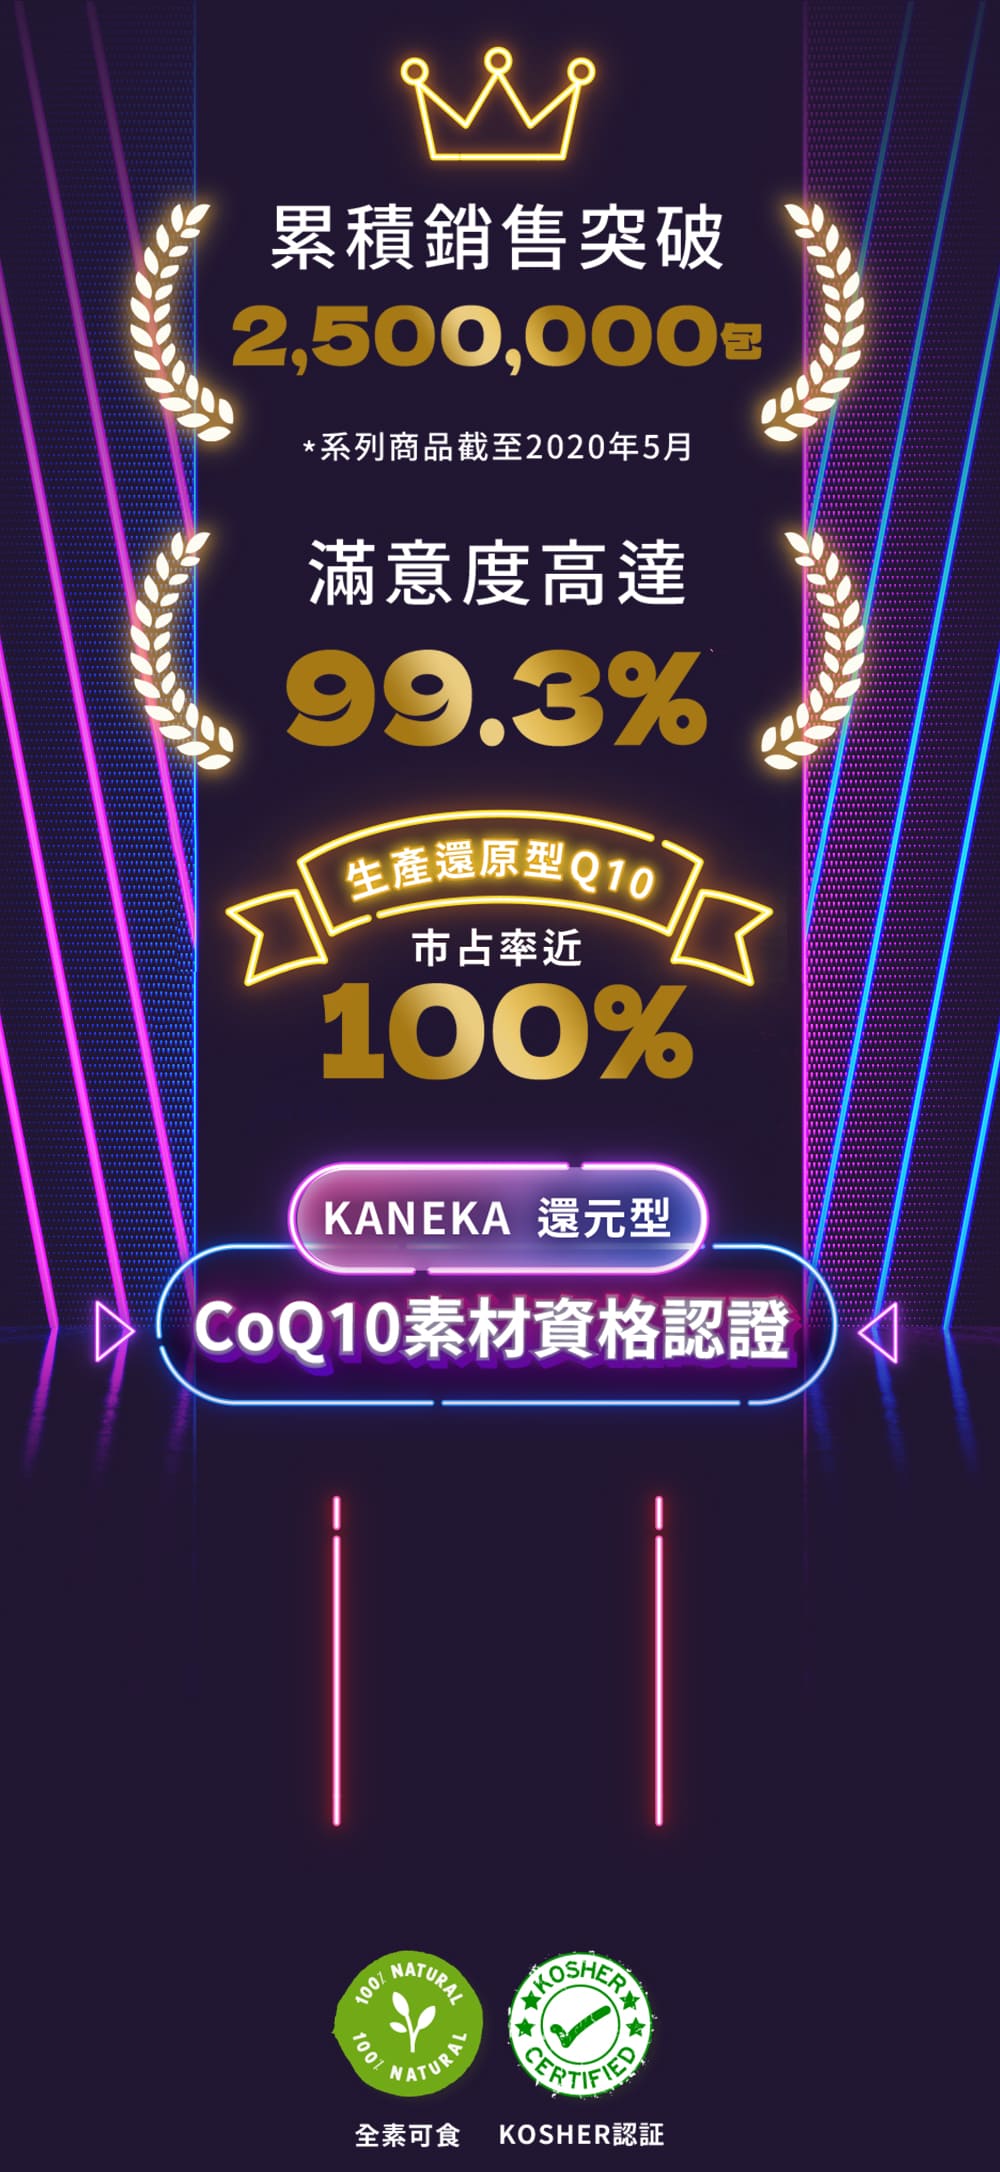 累積銷售突破
2,500,000包
*系列商品截至2020年5月
滿意度高達
99.3%
生產還原型Q10
市占率近
100%
KANEKA 還元型
CoQ10素材資格認證
100% NATURAL
100% NATURAL
KOSHER
CERTIFIED
全素可食
KOSHER認証